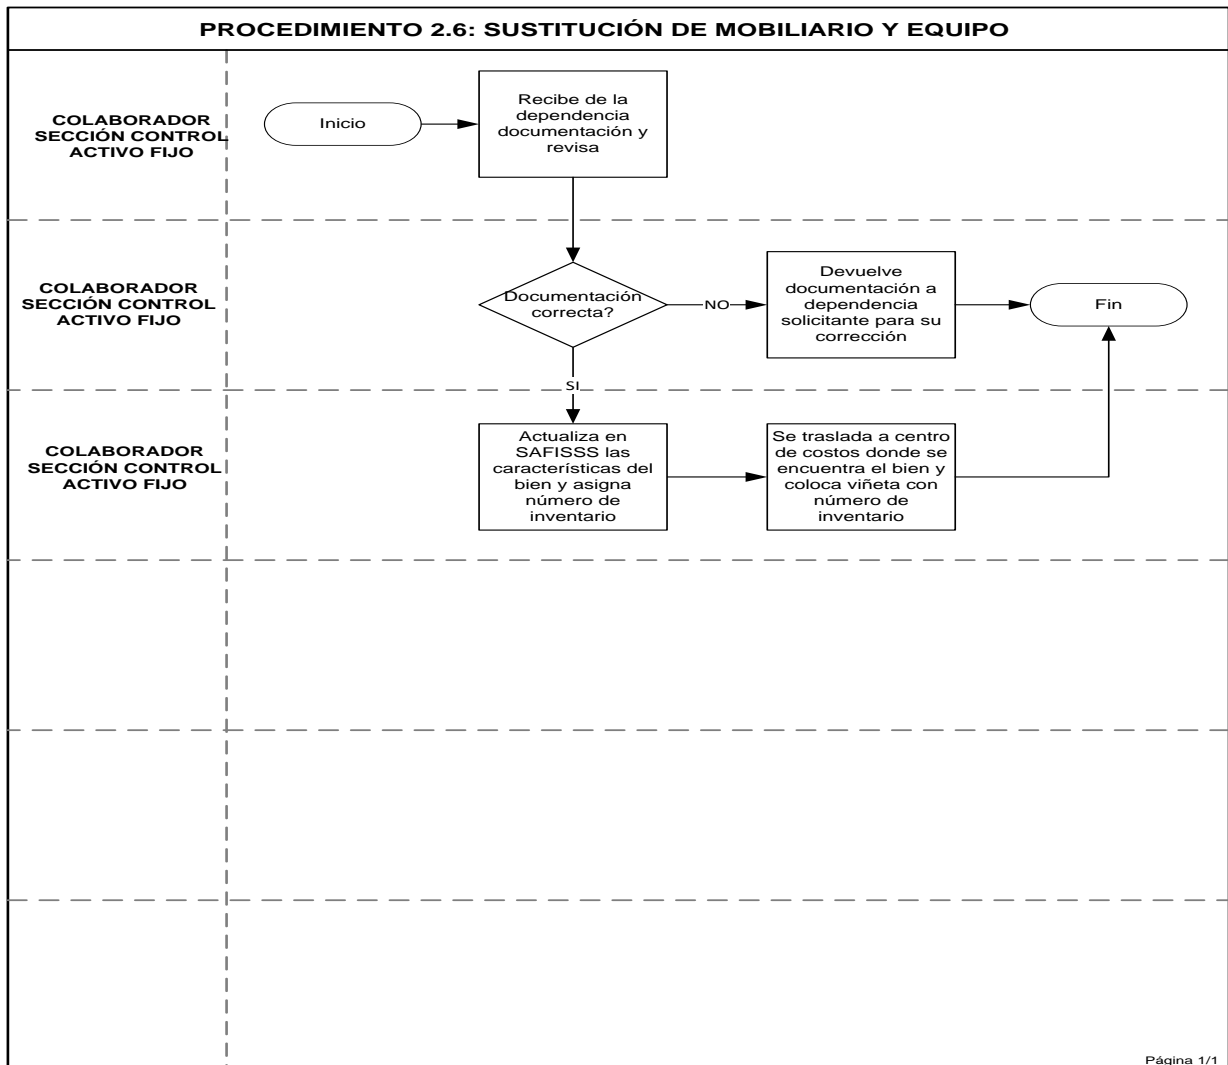 PROCEDIMIENTO 2.6: SUSTITUCIÓN DE MOBILIARIO Y EQUIPO
COLABORADOR
SECCIÓN CONTROL
ACTIVO FIJO
Inicio
Recibe de la
dependencia
documentación y
revisa
COLABORADOR
SECCIÓN CONTROL
ACTIVO FIJO
Documentación
correcta?
NO
Devuelve
documentación a
dependencia
solicitante para su
corrección
Fin
SI
COLABORADOR
SECCIÓN CONTROL
ACTIVO FIJO
Actualiza en
SAFISSS las
características del
bien y asigna
número de
inventario
Se traslada a centro
de costos donde se
encuentra el bien y
coloca viñeta con
número de
inventario
Página 1/1